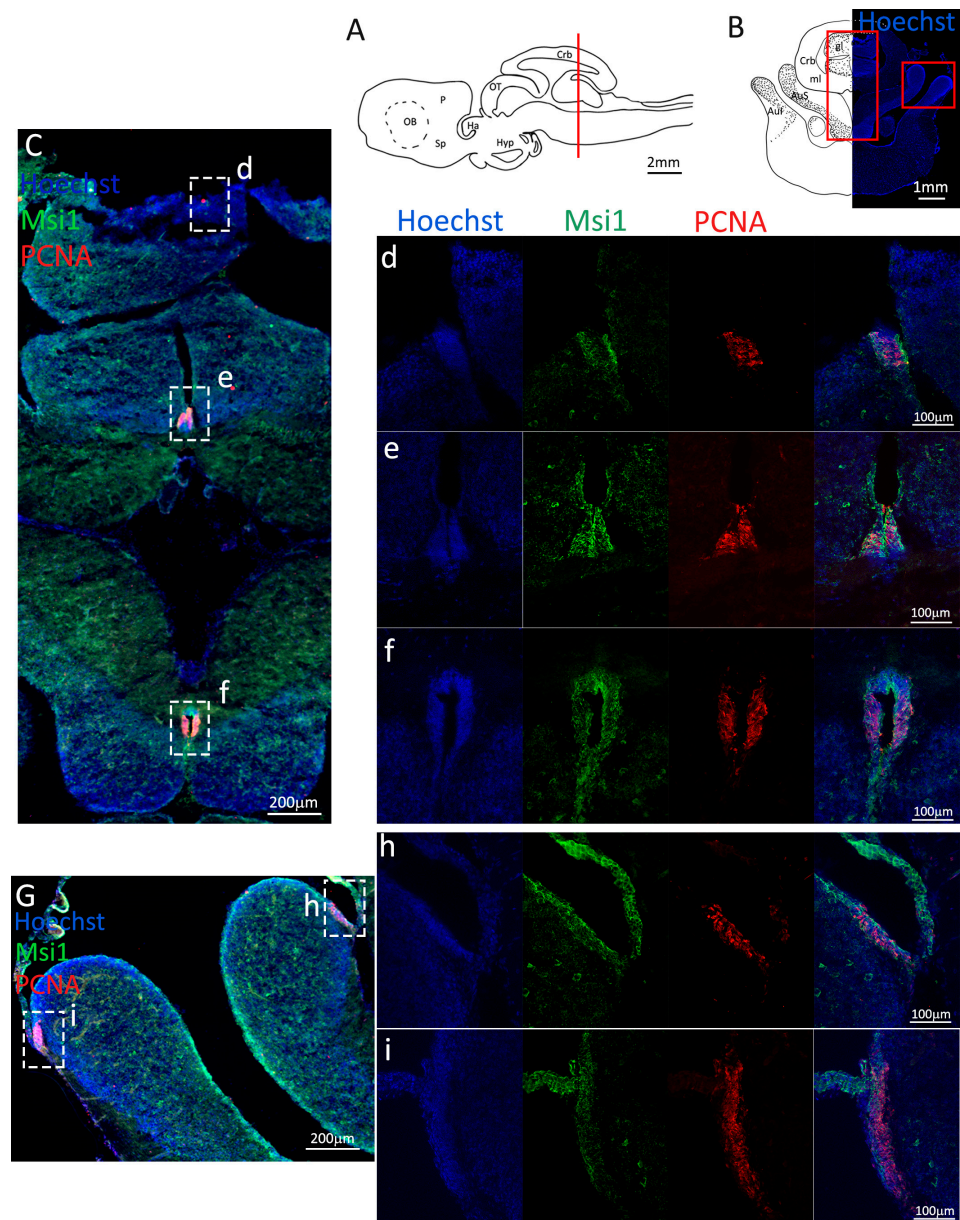 A
Crb
OT
P
OB
Ha
Sp
Hyp
2mm
B
Hoechst
gl
Crb
ml
AuS
AuI
1mm
C
Hoechst
Msi1
PCNA
d
e
f
200μm
Hoechst
Msi1
PCNA
d
100μm
e
100μm
f
100μm
G
Hoechst
Msi1
PCNA
h
i
200μm
h
100μm
i
100μm